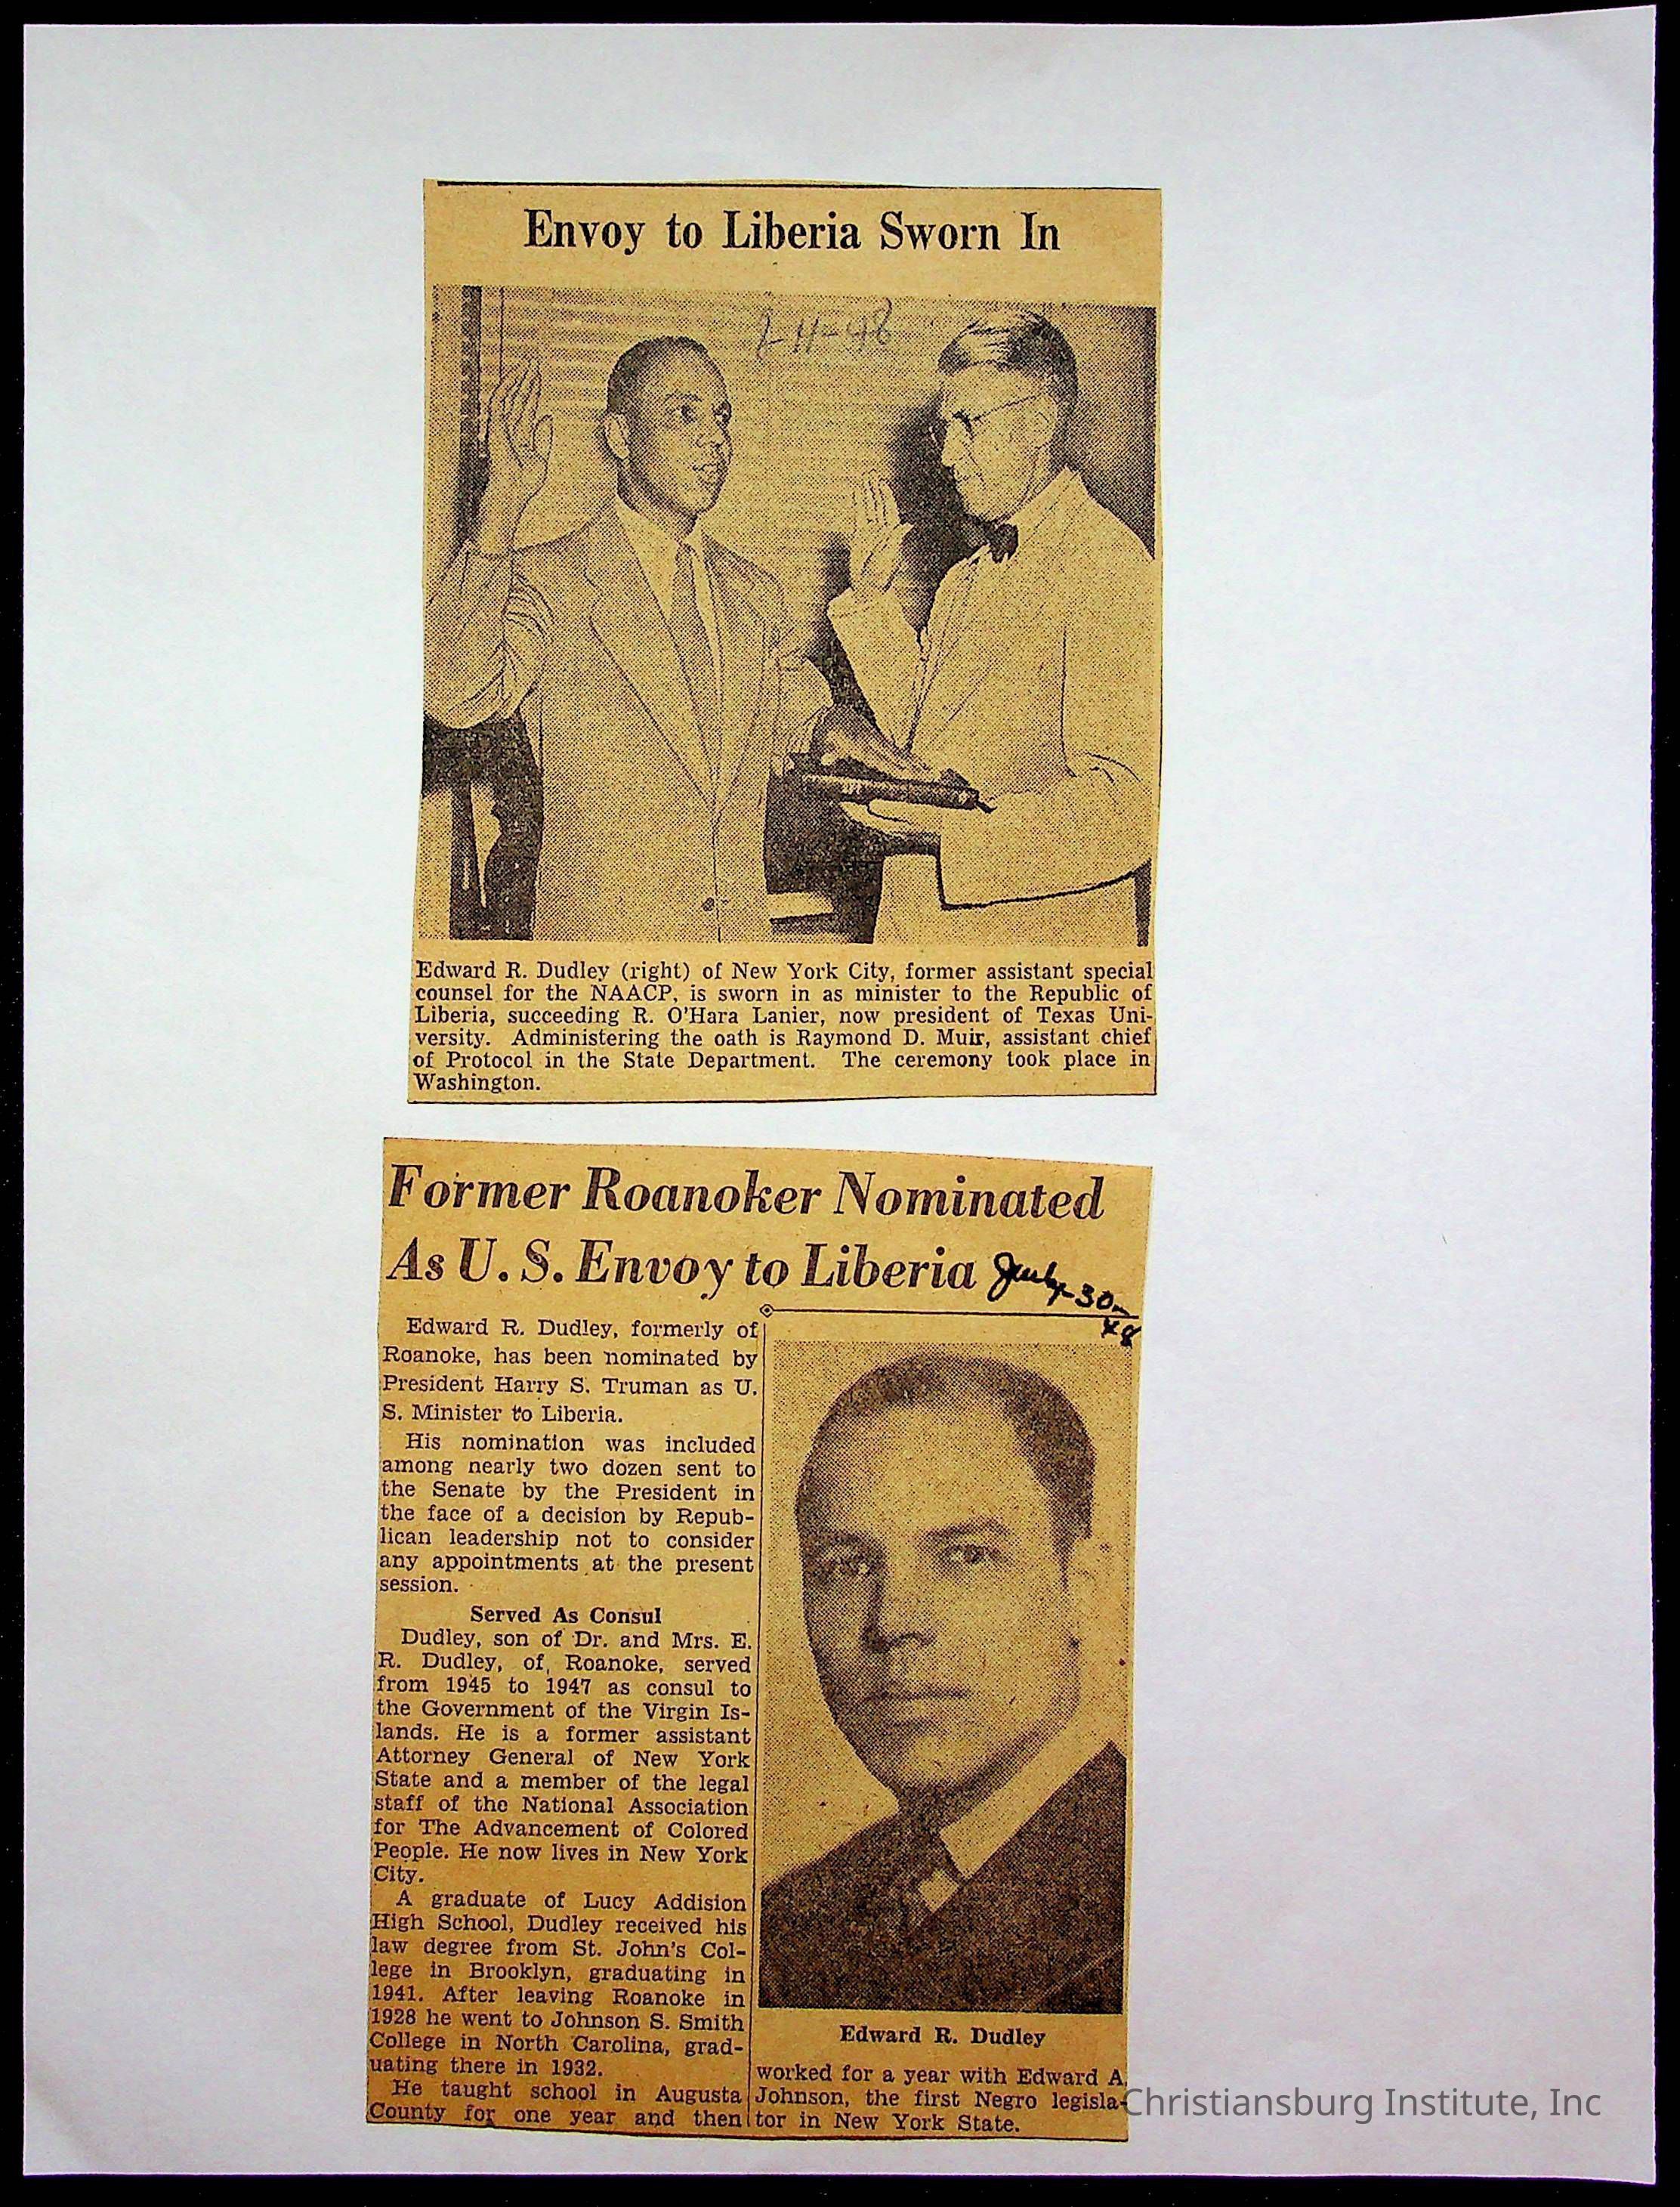 Envoy to Liberia Sworn In
8-11-48
Edward R. Dudley (right) of New York City, former assistant special
counsel for the NAACP, is sworn in as minister to the Republic of
Liberia, succeeding R. O'Hara Lanier, now president of Texas Uni-
versity. Administering the oath is Raymond D. Muir, assistant chief
of Protocol in the State Department. The ceremony took place in
Washington.
Former Roanoker Nominated
As U. S. Envoy to Liberia
July-30-
48
Edward R. Dudley, formerly of
Roanoke, has been nominated by
President Harry S. Truman as U.
S. Minister to Liberia.
His nomination was included
among nearly two dozen sent to
the Senate by the President in
the face of a decision by Repub-
lican leadership not to consider
any appointments at the present
session.
Served As Consul
Dudley, son of Dr. and Mrs. E.
R. Dudley, of Roanoke, served
from 1945 to 1947 as consul to
the Government of the Virgin Is-
lands. He is a former assistant
Attorney General of New York
State and a member of the legal
staff of the National Association
for The Advancement of Colored
People. He now lives in New York
City.
A graduate of Lucy Addision
High School, Dudley received his
law degree from St. John's Col-
lege in Brooklyn, graduating in
1941. After leaving Roanoke in
1928 he went to Johnson S. Smith
College in North Carolina, grad-
uating there in 1932.
He taught school in Augusta
County for one year and then
Edward R. Dudley
worked for a year with Edward A.
Johnson, the first Negro legisla-
tor in New York State.
Christiansburg Institute, Inc